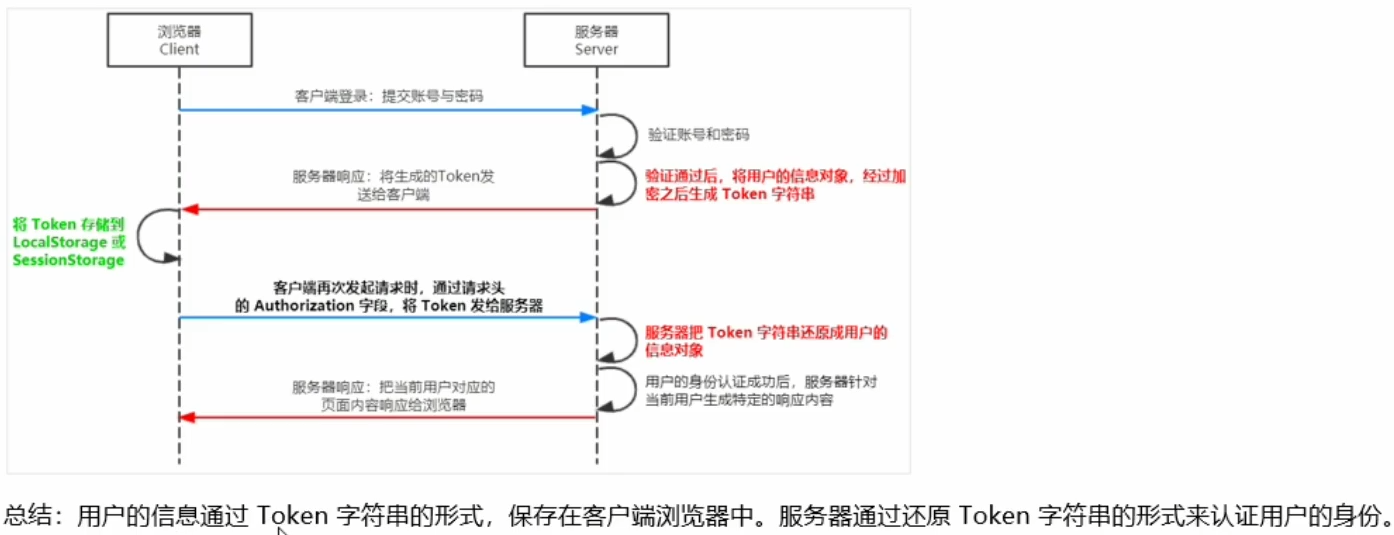 浏览器
Client
服务器
Server
客户端登录：提交账号与密码
验证账号和密码
验证通过后，将用户的信息对象，经过加
密之后生成 Token 字符串
服务器响应：将生成的Token发
送给客户端
将 Token 存储到
LocalStorage 或
SessionStorage
客户端再次发起请求时，通过请求头
的 Authorization 字段，将 Token 发给服务器
服务器把 Token 字符串还原成用户的
信息对象
用户的身份认证成功后，服务器针对
当前用户生成特定的响应内容
服务器响应：把当前用户对应的
页面内容响应给浏览器
总结：用户的信息通过 Token 字符串的形式，保存在客户端浏览器中。服务器通过还原 Token 字符串的形式来认证用户的身份。